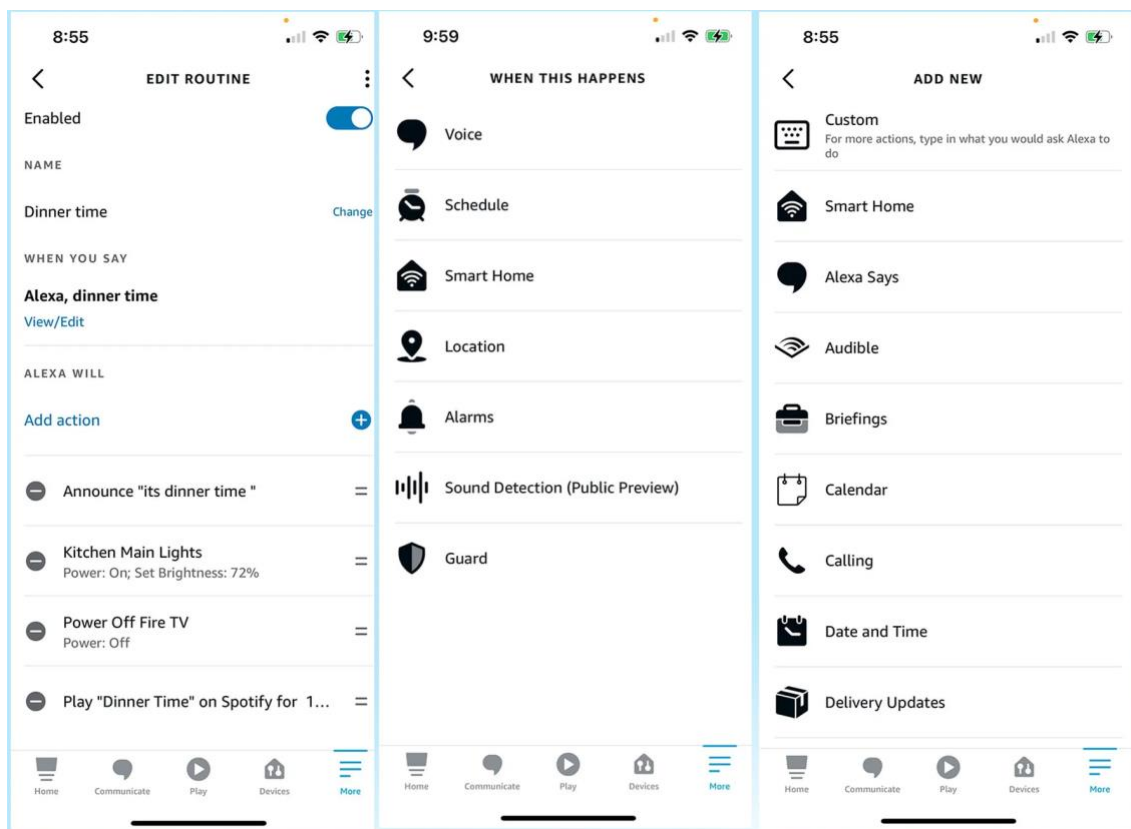 8:55
EDIT ROUTINE
Enabled
NAME
Dinner time
Change
WHEN YOU SAY
Alexa, dinner time
View/Edit
ALEXA WILL
Add action
Announce "its dinner time "
Kitchen Main Lights
Power: On; Set Brightness: 72%
Power Off Fire TV
Power: Off
Play "Dinner Time" on Spotify for 1...
Home Communicate Play Devices More
9:59
WHEN THIS HAPPENS
Voice
Schedule
Smart Home
Location
Alarms
Sound Detection (Public Preview)
Guard
Home Communicate Play Devices More
8:55
ADD NEW
Custom
For more actions, type in what you would ask Alexa to
do
Smart Home
Alexa Says
Audible
Briefings
Calendar
Calling
Date and Time
Delivery Updates
Home Communicate Play Devices More